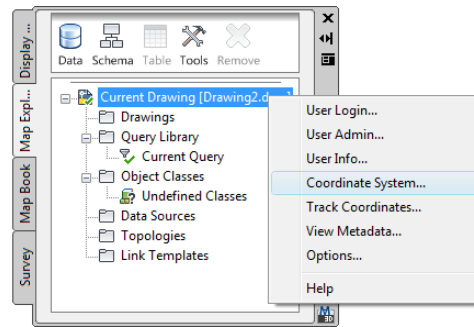 Display ...
Map Expl...
Map Book
Survey
Data Schema Table Tools Remove
Current Drawing [Drawing2.d...]
Drawings
Query Library
Current Query
Object Classes
Undefined Classes
Data Sources
Topologies
Link Templates
User Login...
User Admin...
User Info...
Coordinate System...
Track Coordinates...
View Metadata...
Options...
Help